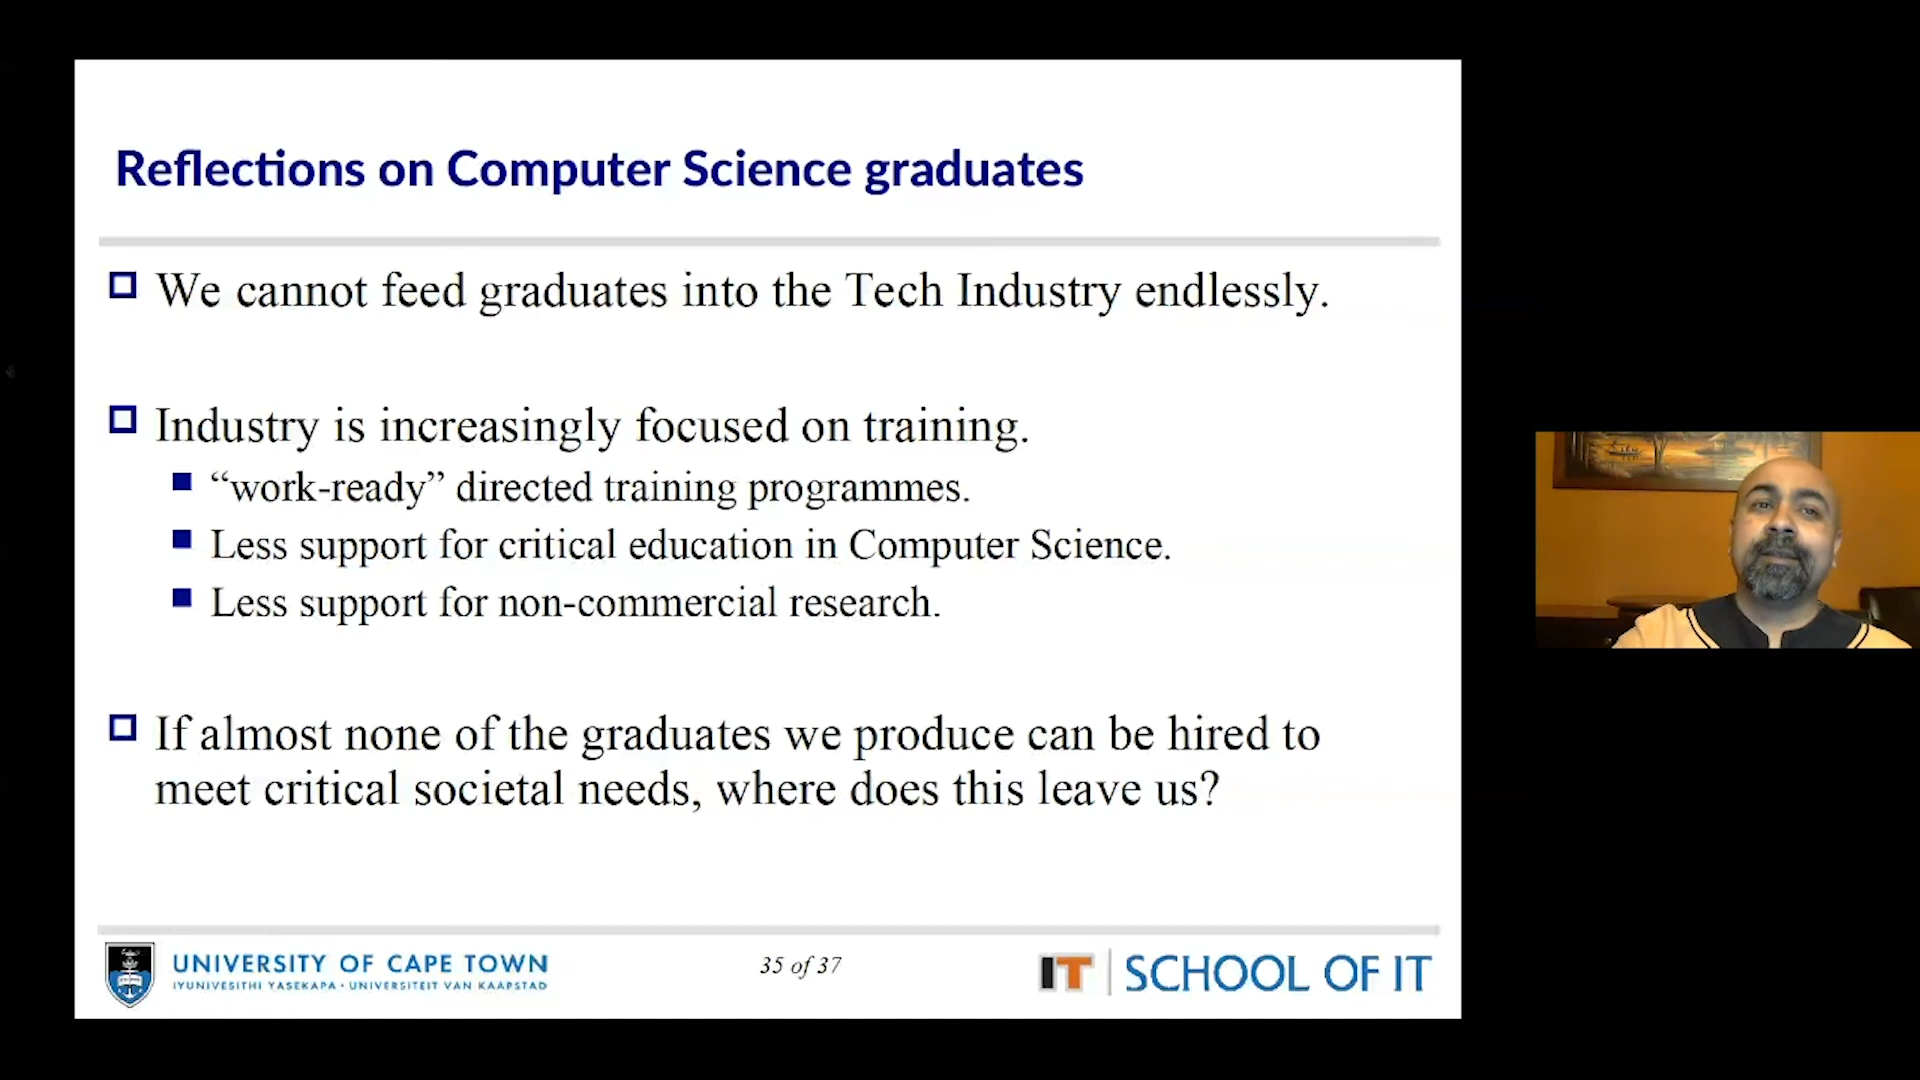 Reflections on Computer Science graduates
We cannot feed graduates into the Tech Industry endlessly.
Industry is increasingly focused on training.
“work-ready” directed training programmes.
Less support for critical education in Computer Science.
Less support for non-commercial research.
If almost none of the graduates we produce can be hired to
meet critical societal needs, where does this leave us?
UNIVERSITY OF CAPE TOWN
IYUNIVESITHI YASEKAPA • UNIVERSITEIT VAN KAAPSTAD
35 of 37
IT SCHOOL OF IT